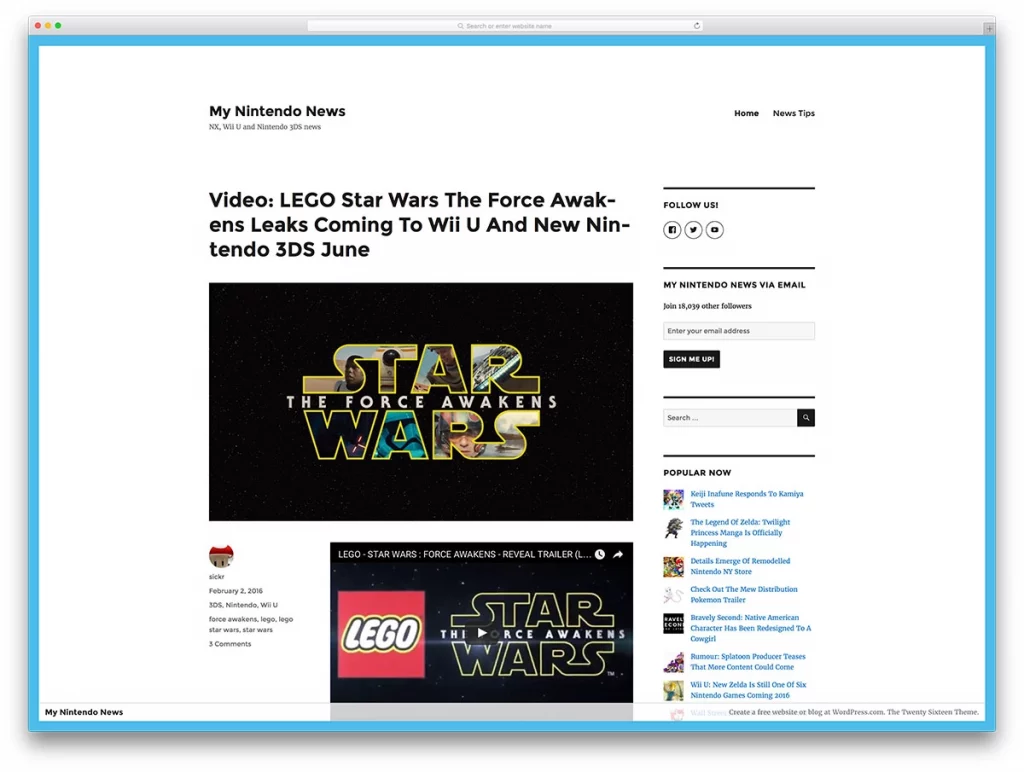 Search or enter website name
My Nintendo News
NX, Wii U and Nintendo 3DS news
Home News Tips
Video: LEGO Star Wars The Force Awak-
ens Leaks Coming To Wii U And New Nin-
tendo 3DS June
STAR
THE FORCE AWAKENS
WARS
sickr
February 2, 2016
3DS, Nintendo, Wii U
force awakens, lego, lego
star wars, star wars
3 Comments
LEGO - STAR WARS : FORCE AWAKENS - REVEAL TRAILER (L...
LEGO
STAR
THE FORCE AWAKENS
WARS
TM
FOLLOW US!
MY NINTENDO NEWS VIA EMAIL
Join 18,039 other followers
Enter your email address
SIGN ME UP!
Search ...
POPULAR NOW
Keiji Inafune Responds To Kamiya
Tweets
The Legend Of Zelda: Twilight
Princess Manga Is Officially
Happening
Details Emerge Of Remodelled
Nintendo NY Store
Check Out The Mew Distribution
Pokemon Trailer
Bravely Second: Native American
Character Has Been Redesigned To A
Cowgirl
Rumour: Splatoon Producer Teases
That More Content Could Come
Wii U: New Zelda Is Still One Of Six
Nintendo Games Coming 2016
My Nintendo News
Create a free website or blog at WordPress.com. The Twenty Sixteen Theme.